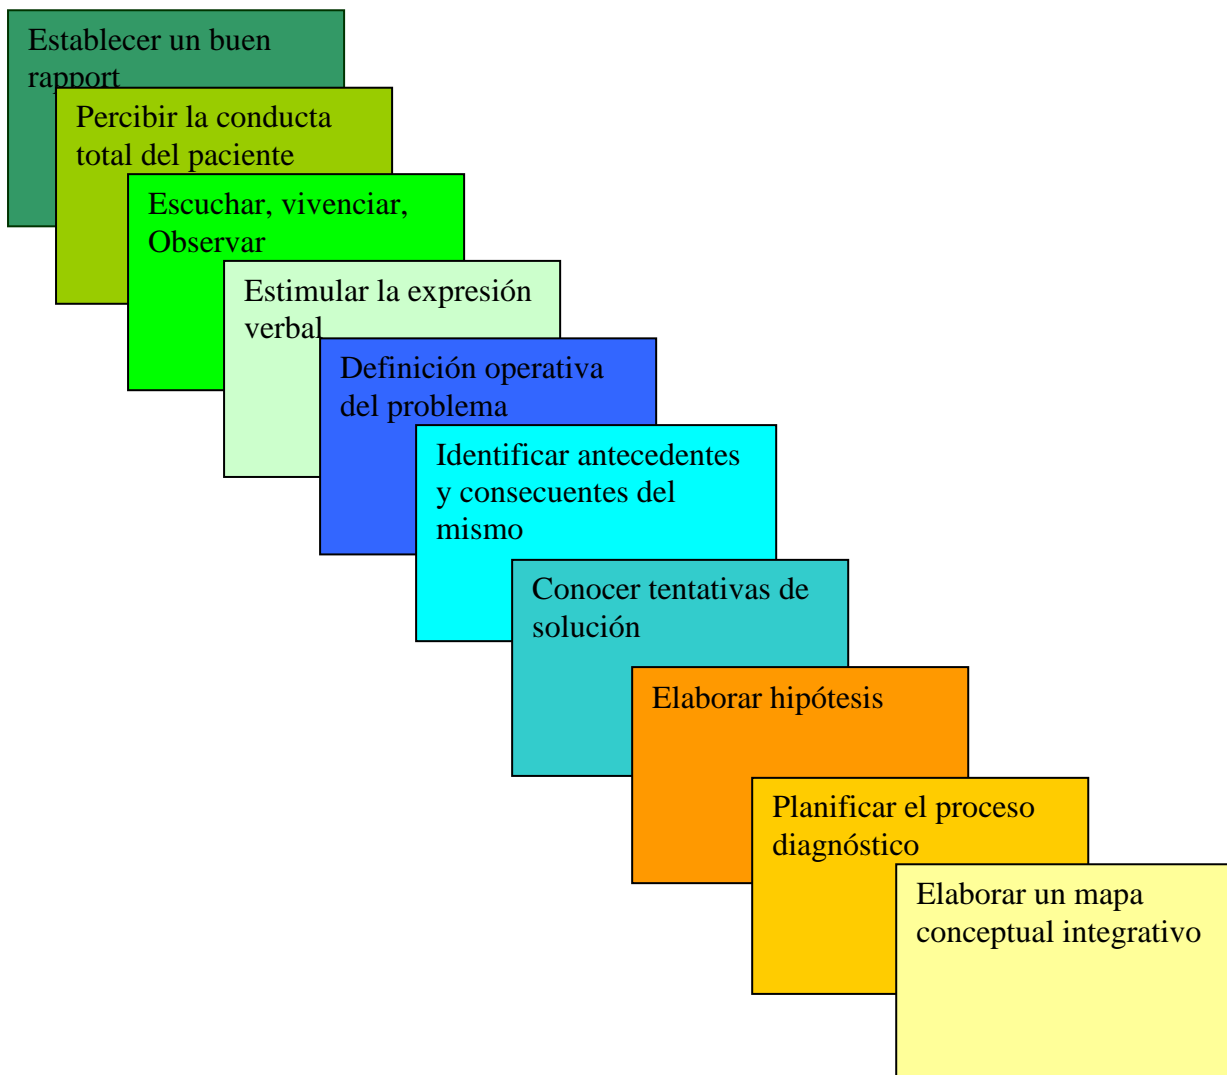 Establecer un buen
rapport
Percibir la conducta
total del paciente
Escuchar, vivenciar,
Observar
Estimular la expresión
verbal
Definición operativa
del problema
Identificar antecedentes
y consecuentes del
mismo
Conocer tentativas de
solución
Elaborar hipótesis
Planificar el proceso
diagnóstico
Elaborar un mapa
conceptual integrativo